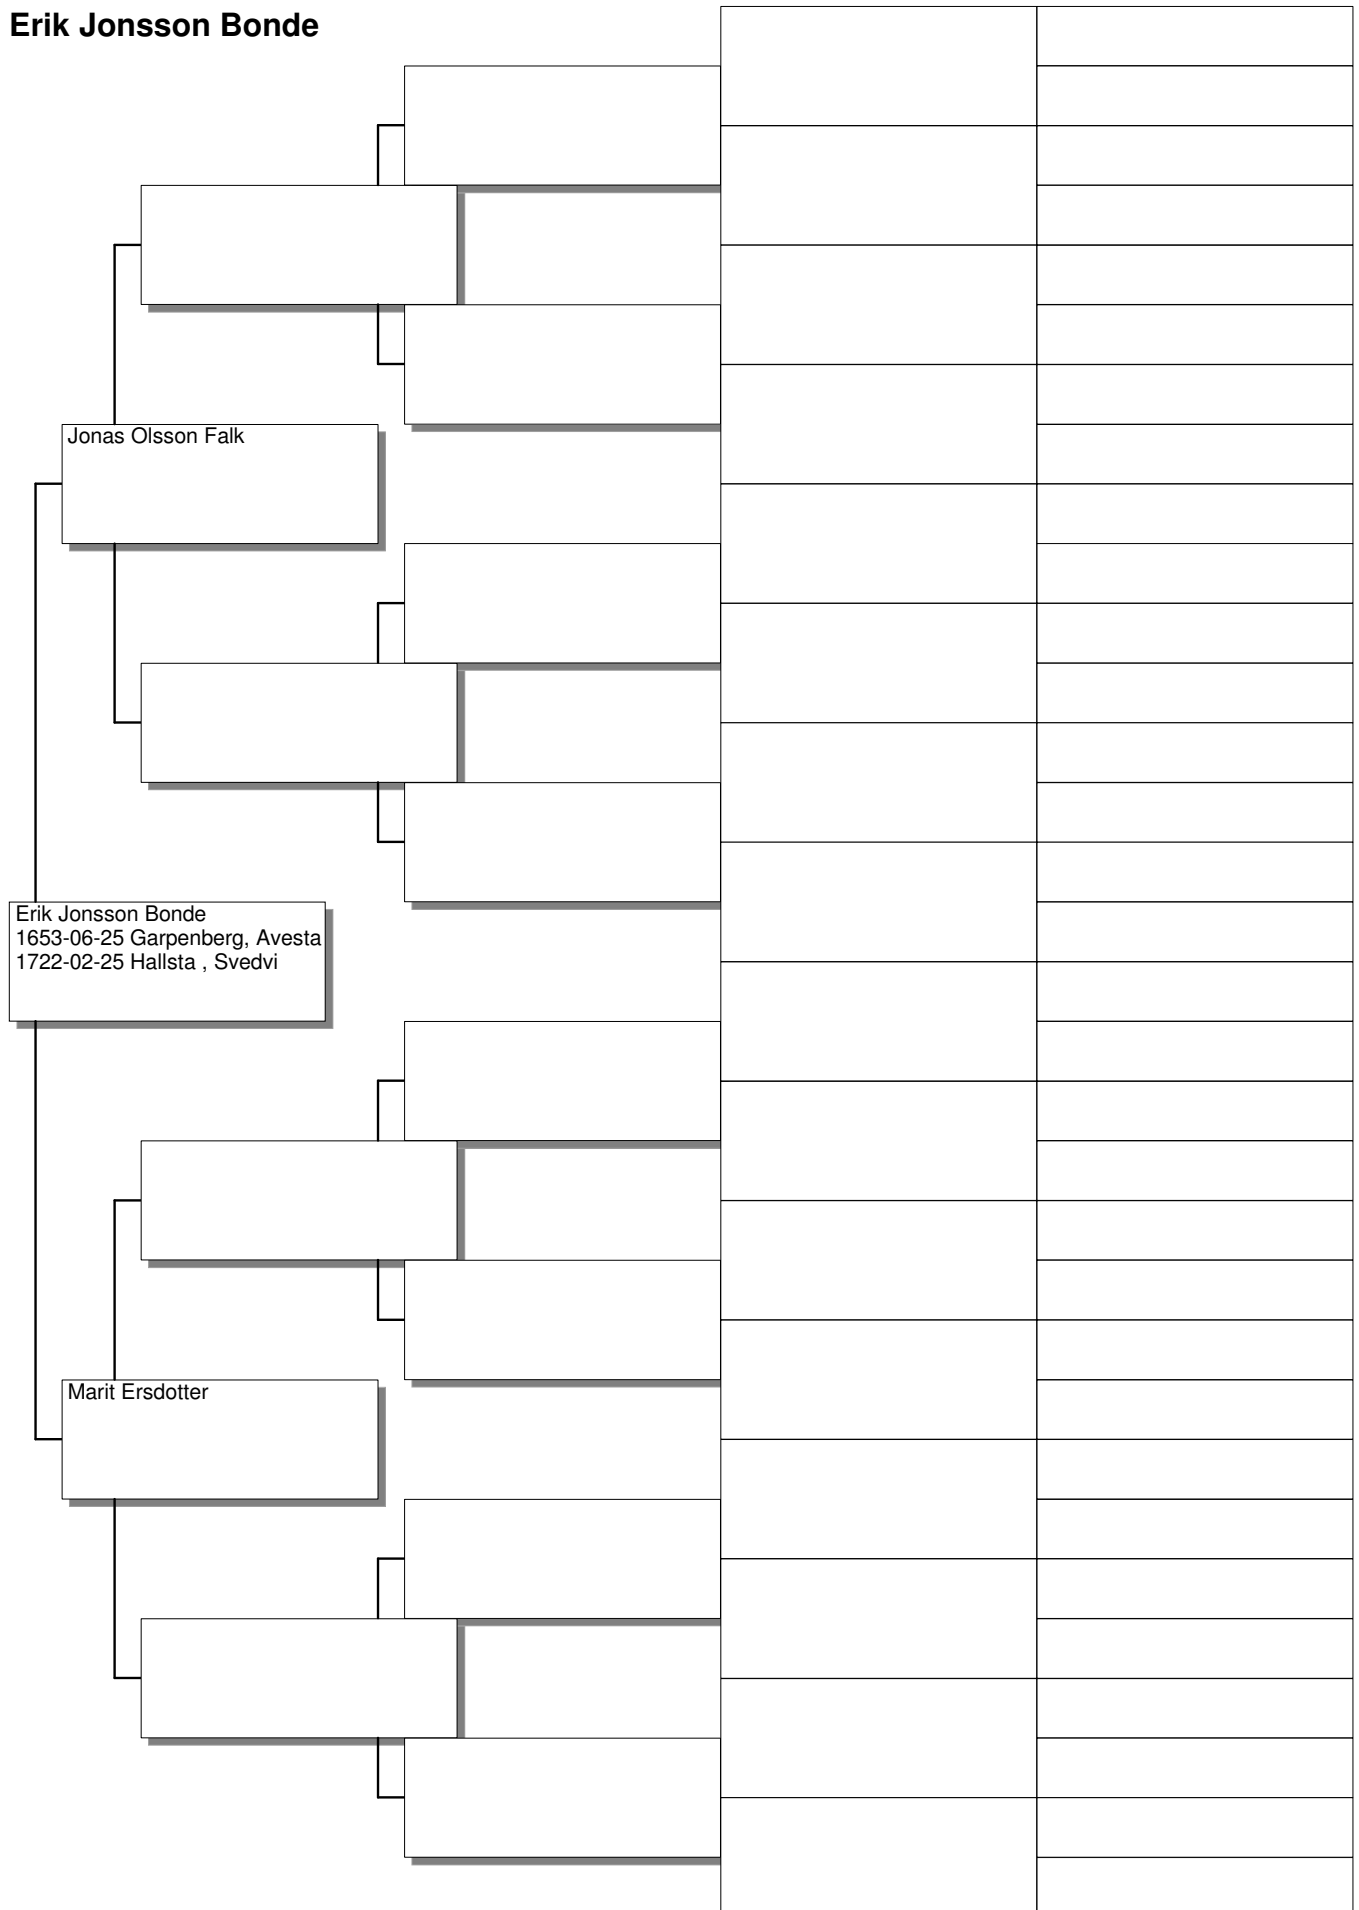 Erik Jonsson Bonde
Jonas Olsson Falk
Erik Jonsson Bonde
1653-06-25 Garpenberg, Avesta
1722-02-25 Hallsta , Svedvi
Marit Ersdotter